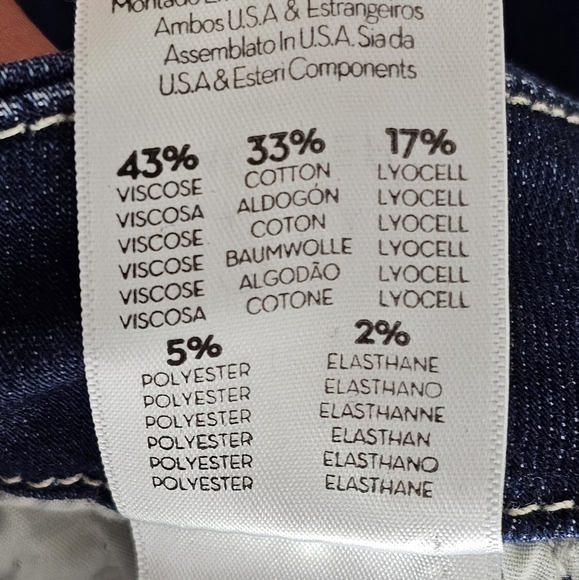 Ambos U.S.A & Estrangeiros
Assemblato In U.S.A. Sia da
U.S.A & Esteri Components
43% 33% 17%
VISCOSE COTTON LYOCELL
VISCOSA ALDOGÓN LYOCELL
VISCOSE COTON LYOCELL
VISCOSE BAUMWOLLE LYOCELL
VISCOSE ALGODÃO LYOCELL
VISCOSA COTONE LYOCELL
5% 2%
POLYESTER ELASTHANE
POLYESTER ELASTHANO
POLYESTER ELASTHANNE
POLYESTER ELASTHAN
POLYESTER ELASTHANO
POLYESTER ELASTHANE